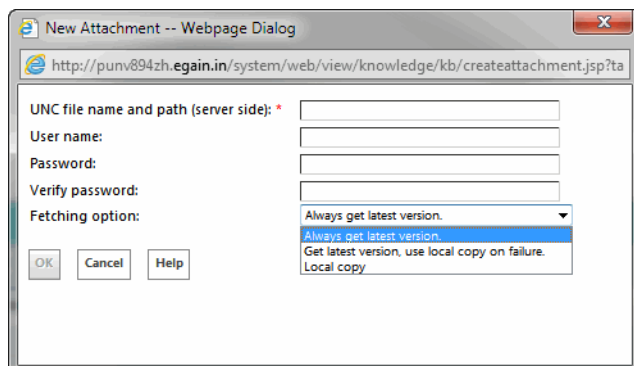 New Attachment -- Webpage Dialog
http://punv894zh.egain.in/system/web/view/knowledge/kb/createattachment.jsp?ta
UNC file name and path (server side): *
User name:
Password:
Verify password:
Fetching option: Always get latest version.
Always get latest version.
Get latest version, use local copy on failure.
Local copy
OK Cancel Help